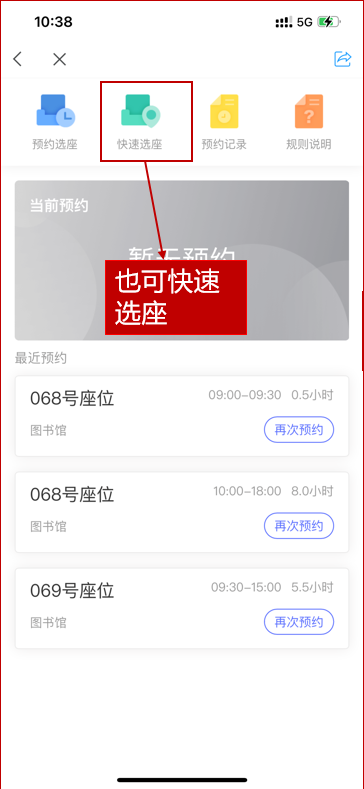 10:38
5G
预约选座
快速选座
预约记录
规则说明
当前预约
暂无预约
也可快速
选座
最近预约
068号座位
09:00-09:30 0.5小时
图书馆
再次预约
068号座位
10:00-18:00 8.0小时
图书馆
再次预约
069号座位
09:30-15:00 5.5小时
图书馆
再次预约